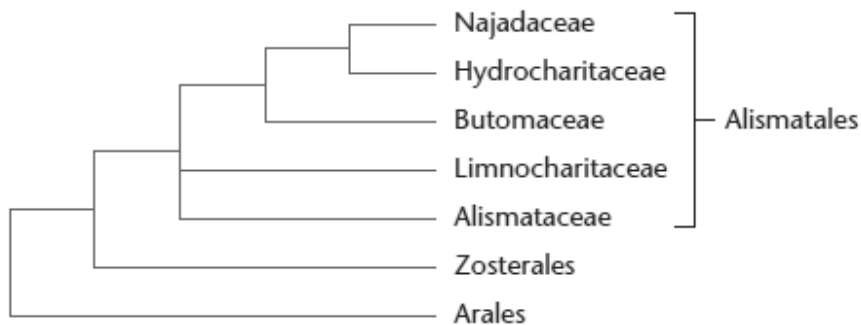 Najadaceae
Hydrocharitaceae
Butomaceae
Alismatales
Limnocharitaceae
Alismataceae
Zosterales
Arales